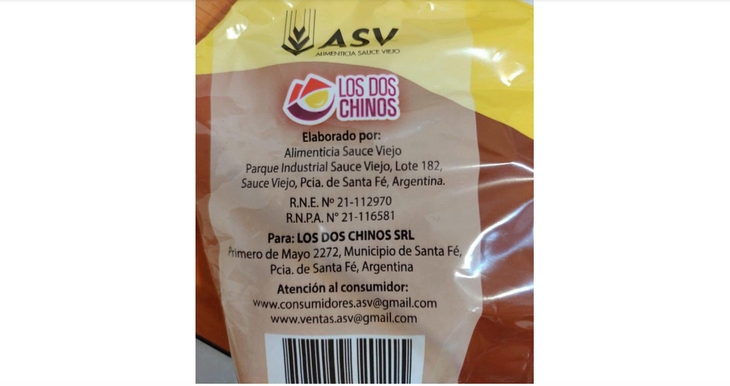 ASV
ALIMENTICIA SAUCE VIEJO
LOS DOS
CHINOS
Elaborado por:
Alimenticia Sauce Viejo
Parque Industrial Sauce Viejo, Lote 182,
Sauce Viejo, Pcia. de Santa Fé, Argentina.
R.N.E. Nº 21-112970
R.N.P.A. N° 21-116581
Para: LOS DOS CHINOS SRL
Primero de Mayo 2272, Municipio de Santa Fé,
Pcia. de Santa Fé, Argentina
Atención al consumidor:
www.consumidores.asv@gmail.com
www.ventas.asv@gmail.com